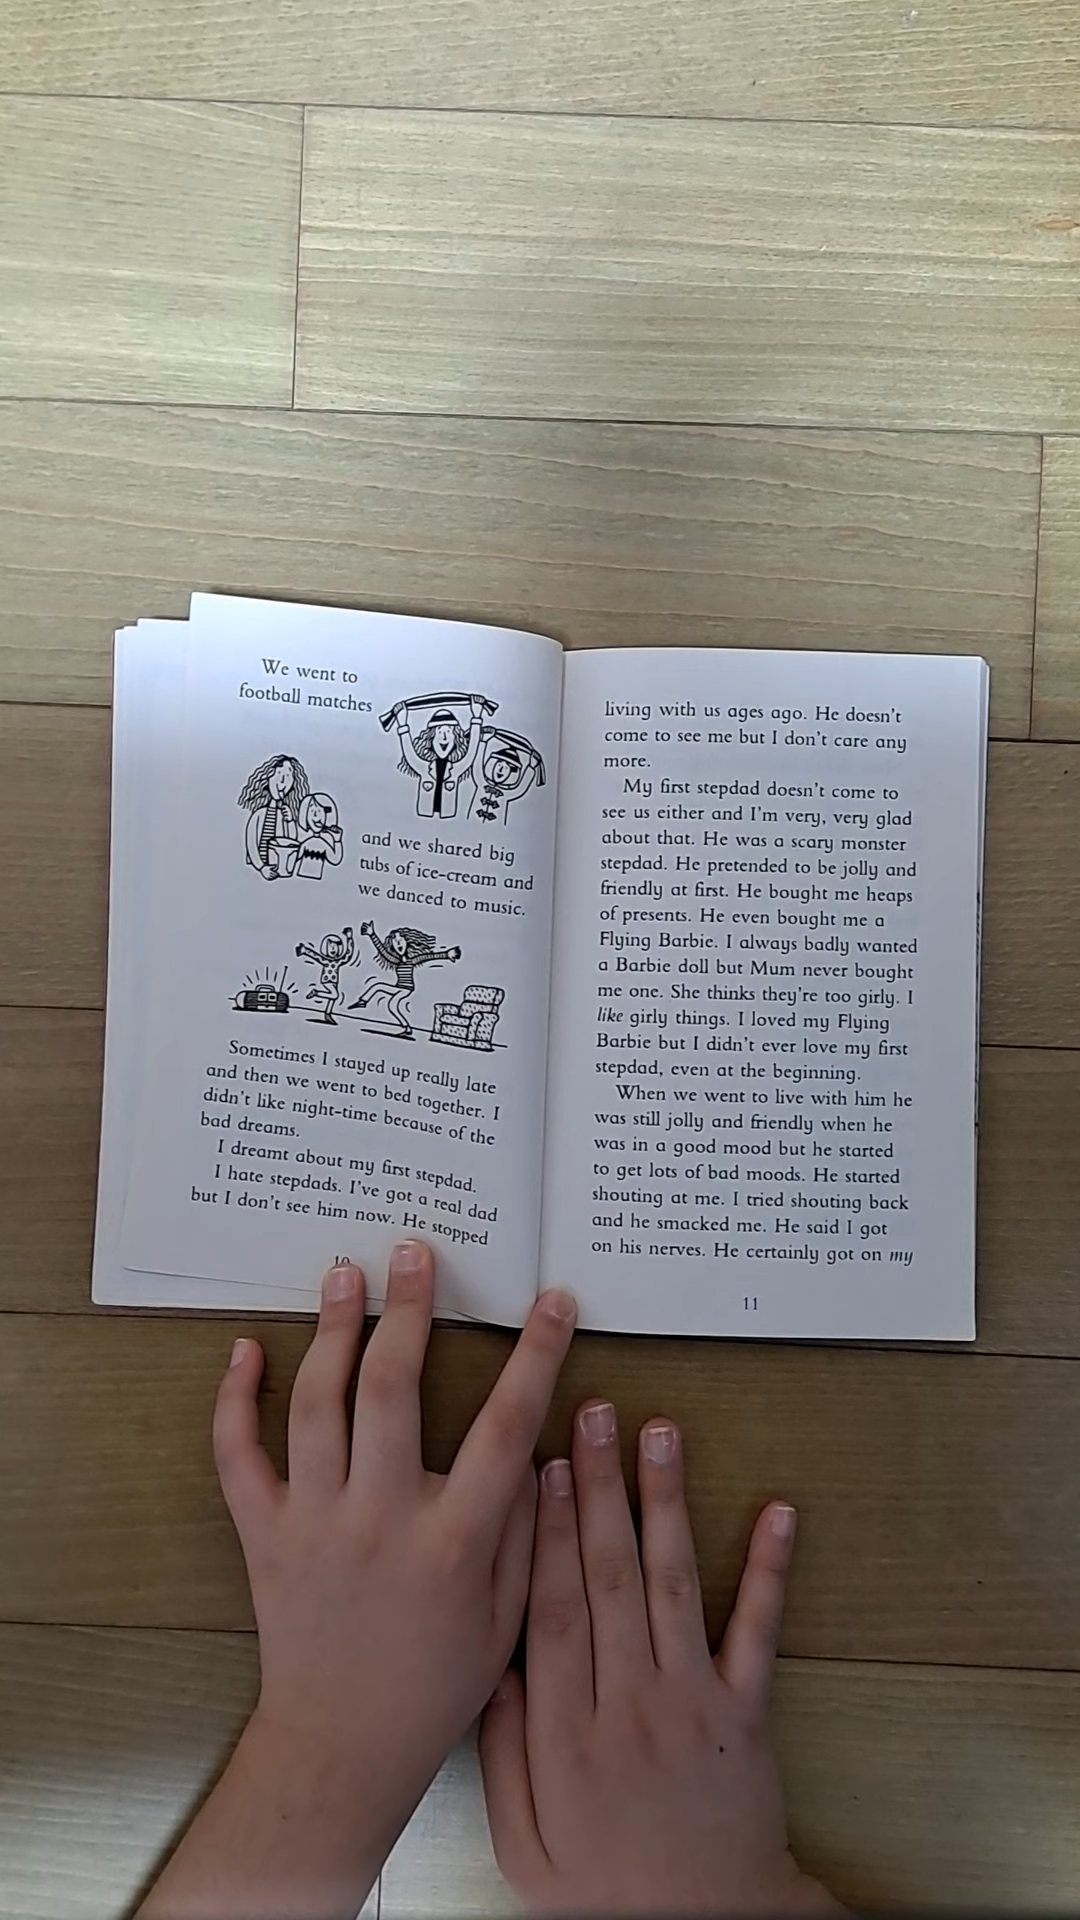 We went to
football matches
and we shared big
tubs of ice-cream and
we danced to music.
Sometimes I stayed up really late
and then we went to bed together. I
didn't like night-time because of the
bad dreams.
I dreamt about my first stepdad.
I hate stepdads. I've got a real dad
but I don't see him now. He stopped
10
living with us ages ago. He doesn't
come to see me but I don't care any
more.
My first stepdad doesn't come to
see us either and I'm very, very glad
about that. He was a scary monster
stepdad. He pretended to be jolly and
friendly at first. He bought me heaps
of presents. He even bought me a
Flying Barbie. I always badly wanted
a Barbie doll but Mum never bought
me one. She thinks they're too girly. I
like girly things. I loved my Flying
Barbie but I didn't ever love my first
stepdad, even at the beginning.
When we went to live with him he
was still jolly and friendly when he
was in a good mood but he started
to get lots of bad moods. He started
shouting at me. I tried shouting back
and he smacked me. He said I got
on his nerves. He certainly got on my
11